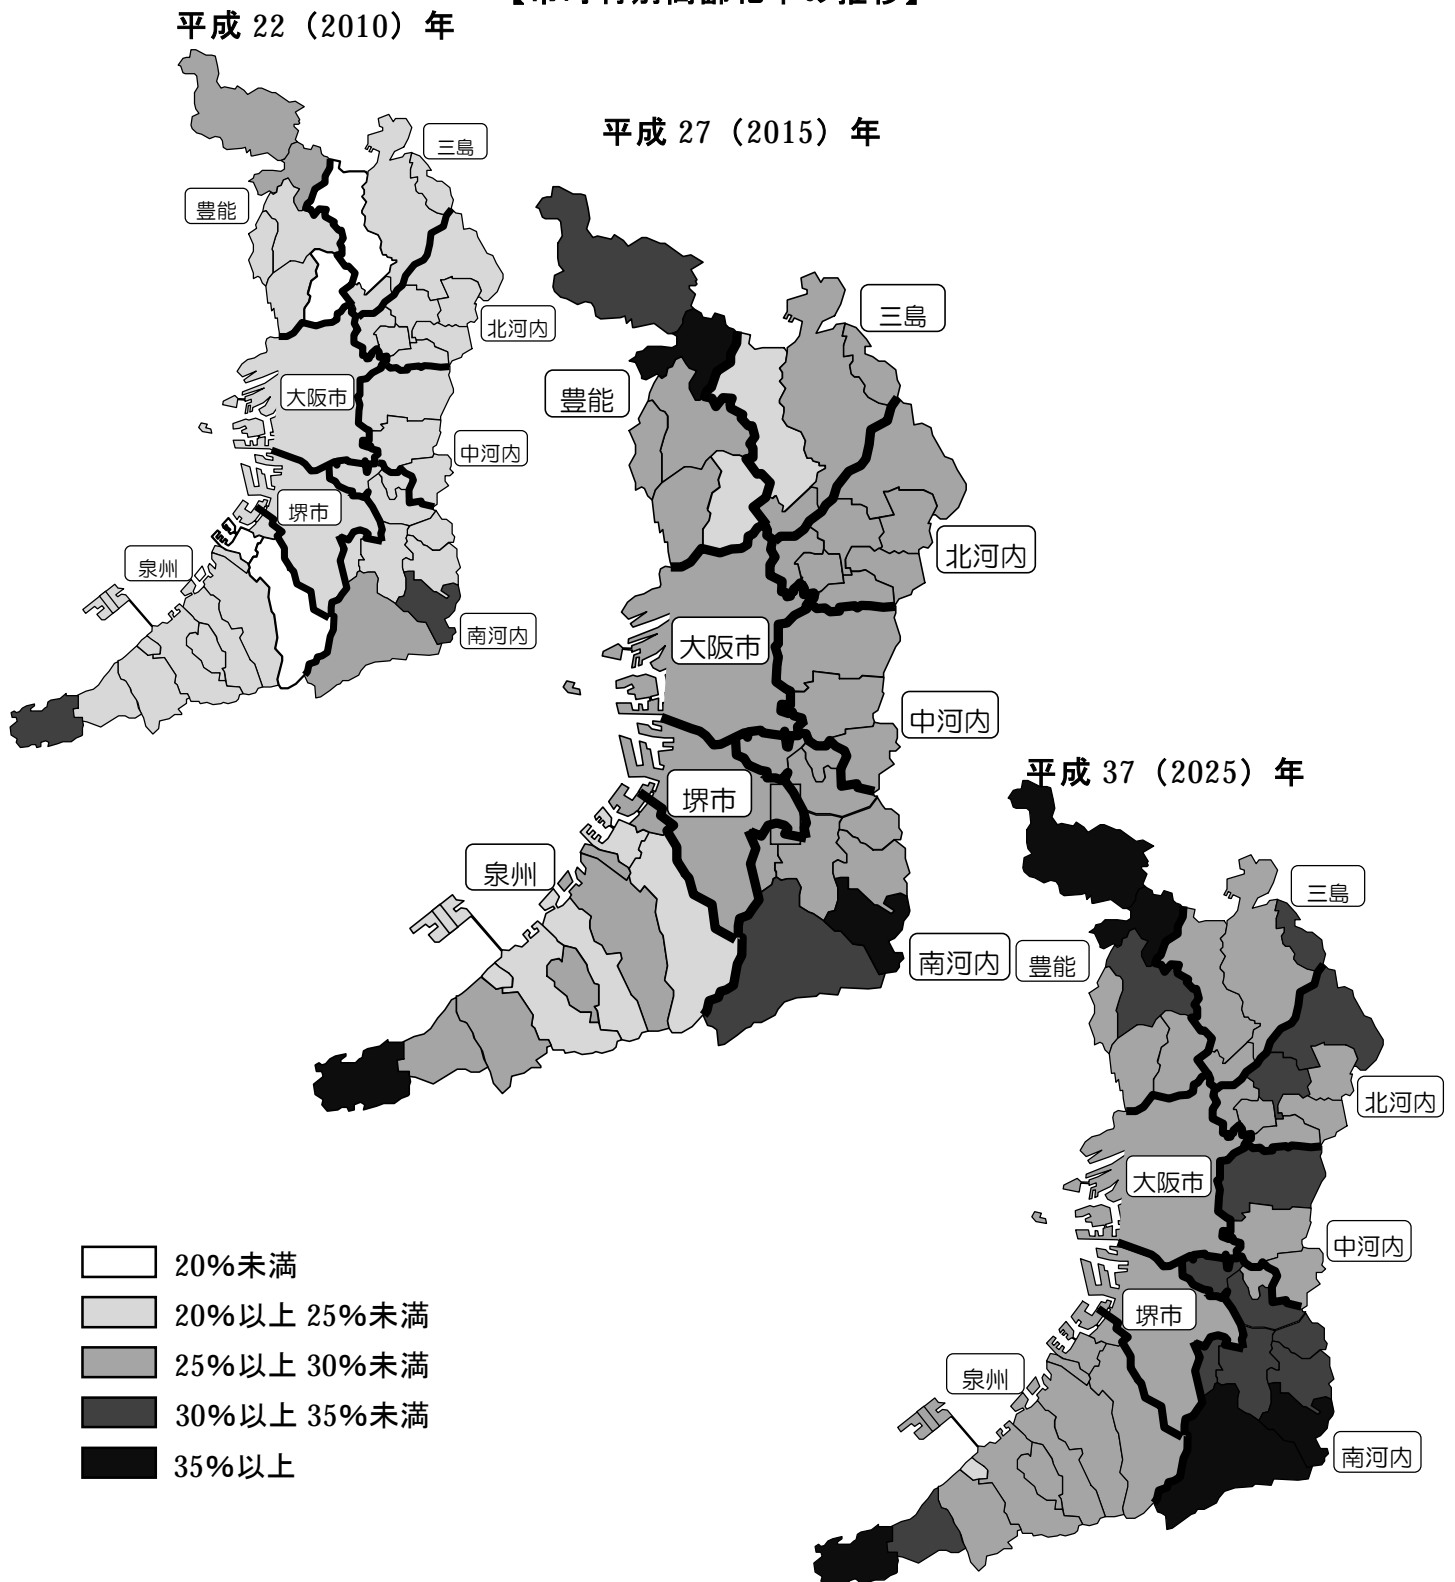 平成 22（2010）年
三島
豊能
北河内
大阪市
中河内
堺市
泉州
南河内
平成 27（2015）年
三島
豊能
北河内
大阪市
中河内
堺市
泉州
南河内
平成 37（2025）年
三島
豊能
北河内
大阪市
中河内
堺市
泉州
南河内
20%未満
20%以上 25%未満
25%以上 30%未満
30%以上 35%未満
35%以上